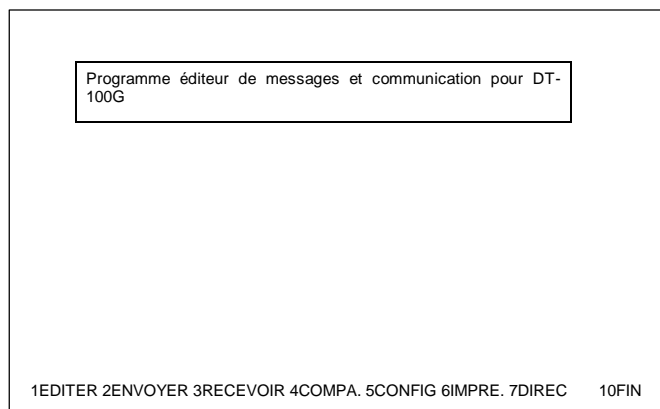 Programme éditeur de messages et communication pour DT-
100G
1EDITER 2ENVOYER 3RECEVOIR 4COMPA. 5CONFIG 6IMPRE. 7DIREC 10FIN